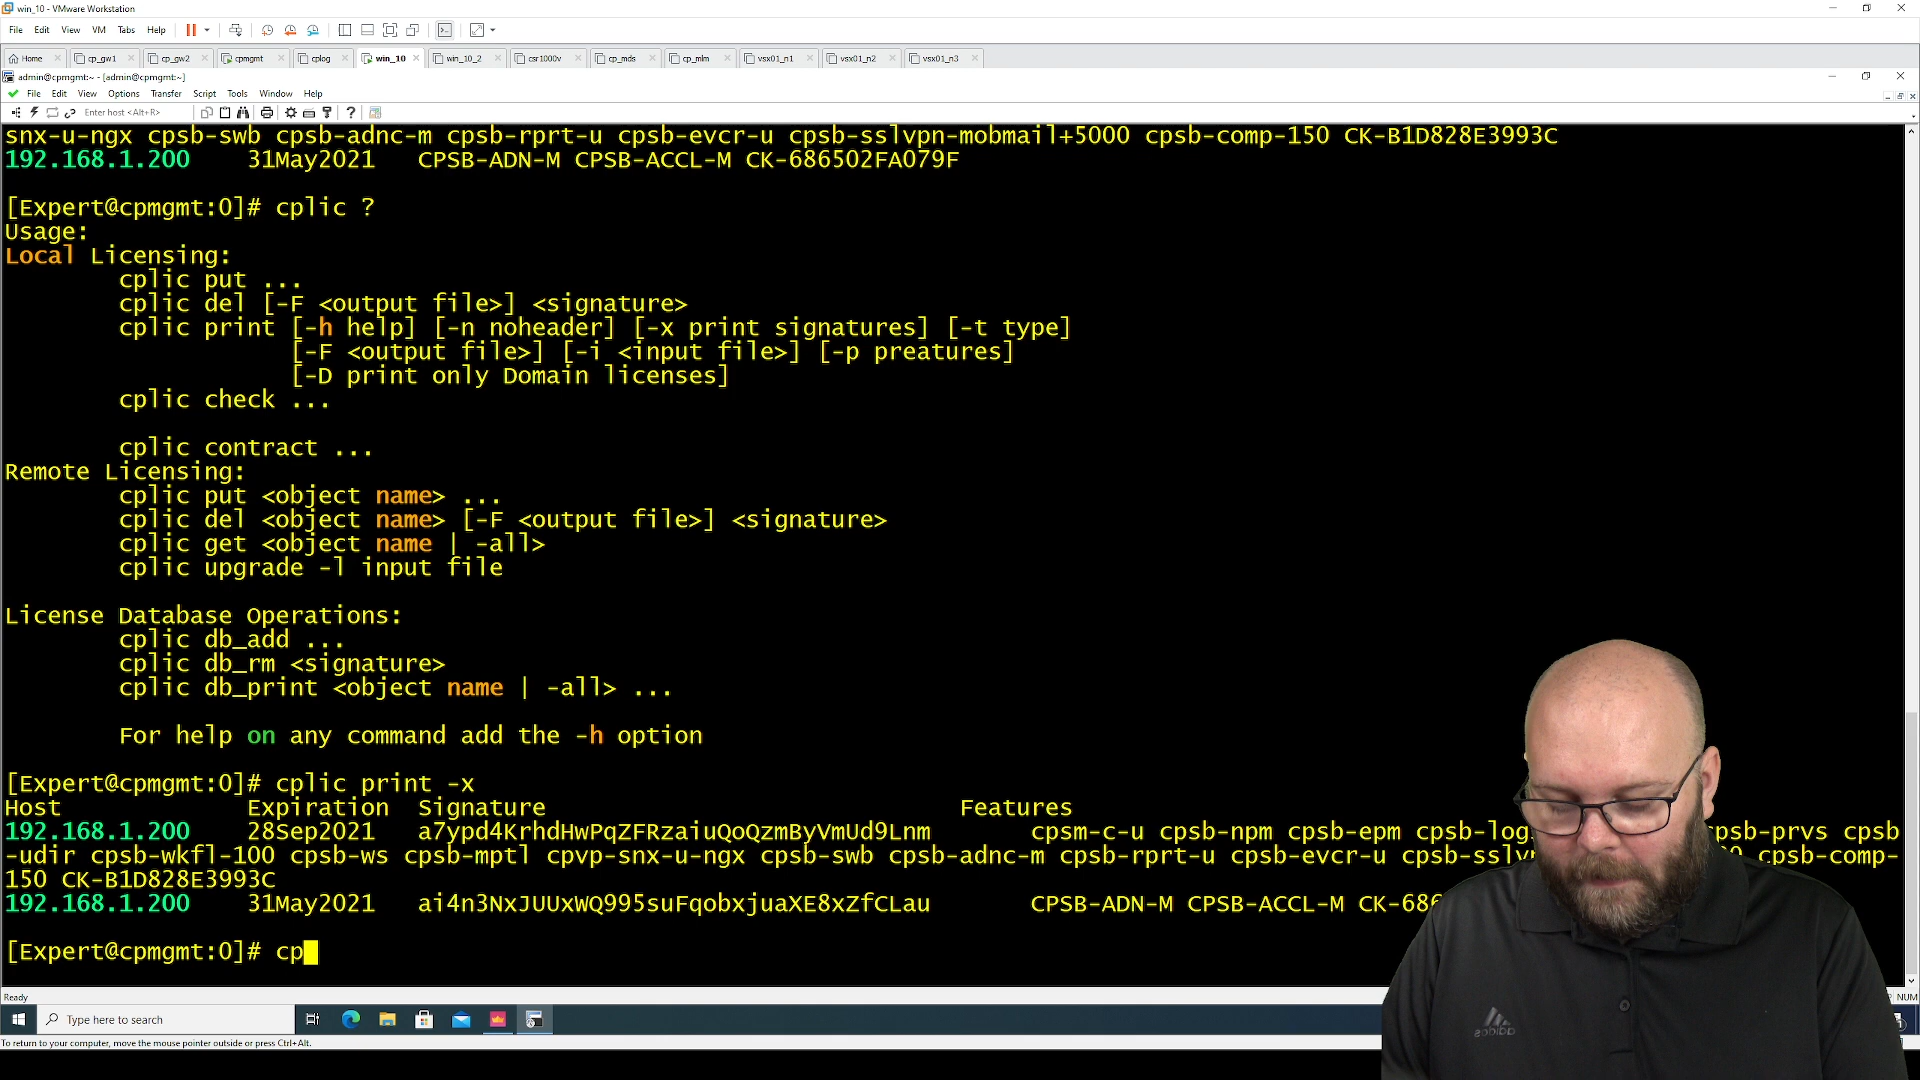 win_10 - VMware Workstation
File Edit View VM Tabs Help
Home cp_gw1 cp_gw2 cpmgmt cplog win_10 win_10_2 csr1000v cp_mds cp_mlm vsx01_n1 vsx01_n2 vsx01_n3
admin@cpmgmt:~ - [admin@cpmgmt:~]
File Edit View Options Transfer Script Tools Window Help
Enter host <Alt+R>
snx-u-ngx cpsb-swb cpsb-adnc-m cpsb-rprt-u cpsb-evcr-u cpsb-sslvpn-mobmail+5000 cpsb-comp-150 CK-B1D828E3993C
192.168.1.200 31May2021 CPSB-ADN-M CPSB-ACCL-M CK-686502FA079F
[Expert@cpmgmt:0]# cplic ?
Usage:
Local Licensing:
cplic put ...
cplic del [-F <output file>] <signature>
cplic print [-h help] [-n noheader] [-x print signatures] [-t type]
[-F <output file>] [-i <input file>] [-p preatures]
[-D print only Domain licenses]
cplic check ...
cplic contract ...
Remote Licensing:
cplic put <object name> ...
cplic del <object name> [-F <output file>] <signature>
cplic get <object name | -all>
cplic upgrade -l input file
License Database Operations:
cplic db_add ...
cplic db_rm <signature>
cplic db_print <object name | -all> ...
For help on any command add the -h option
[Expert@cpmgmt:0]# cplic print -x
Host Expiration Signature Features
192.168.1.200 28Sep2021 a7ypd4KrhdHwPqZFRzaiuQoQzmByVmUd9Lnm cpsm-c-u cpsb-npm cpsb-epm cpsb-log psb-prvs cpsb
-udir cpsb-wkfl-100 cpsb-ws cpsb-mptl cpvp-snx-u-ngx cpsb-swb cpsb-adnc-m cpsb-rprt-u cpsb-evcr-u cpsb-sslv cpsb-comp-
150 CK-B1D828E3993C
192.168.1.200 31May2021 ai4n3NxJUUxWQ995suFqobxjuaXE8xZfCLau CPSB-ADN-M CPSB-ACCL-M CK-686
[Expert@cpmgmt:0]# cp
Ready NUM
Type here to search
To return to your computer, move the mouse pointer outside or press Ctrl+Alt.